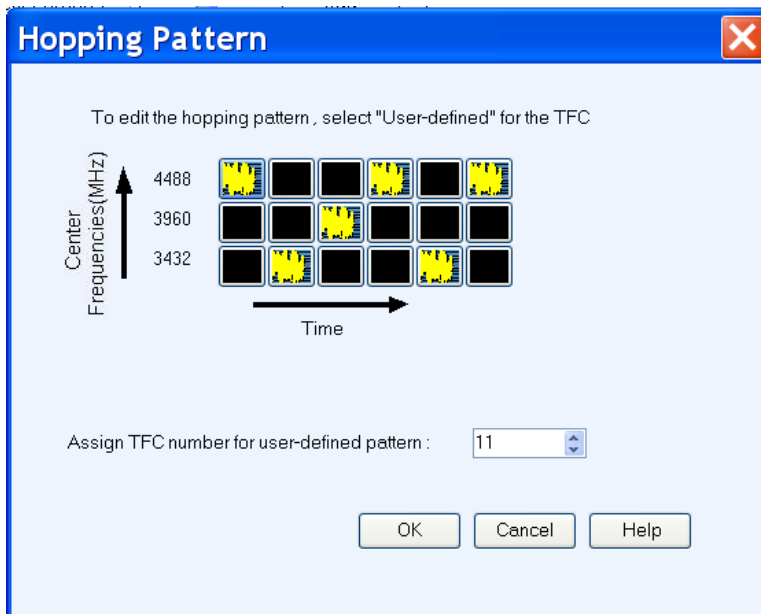 Hopping Pattern
To edit the hopping pattern , select "User-defined" for the TFC
Center
Frequencies(MHz)
4488
3960
3432
Time
Assign TFC number for user-defined pattern :
11
OK
Cancel
Help